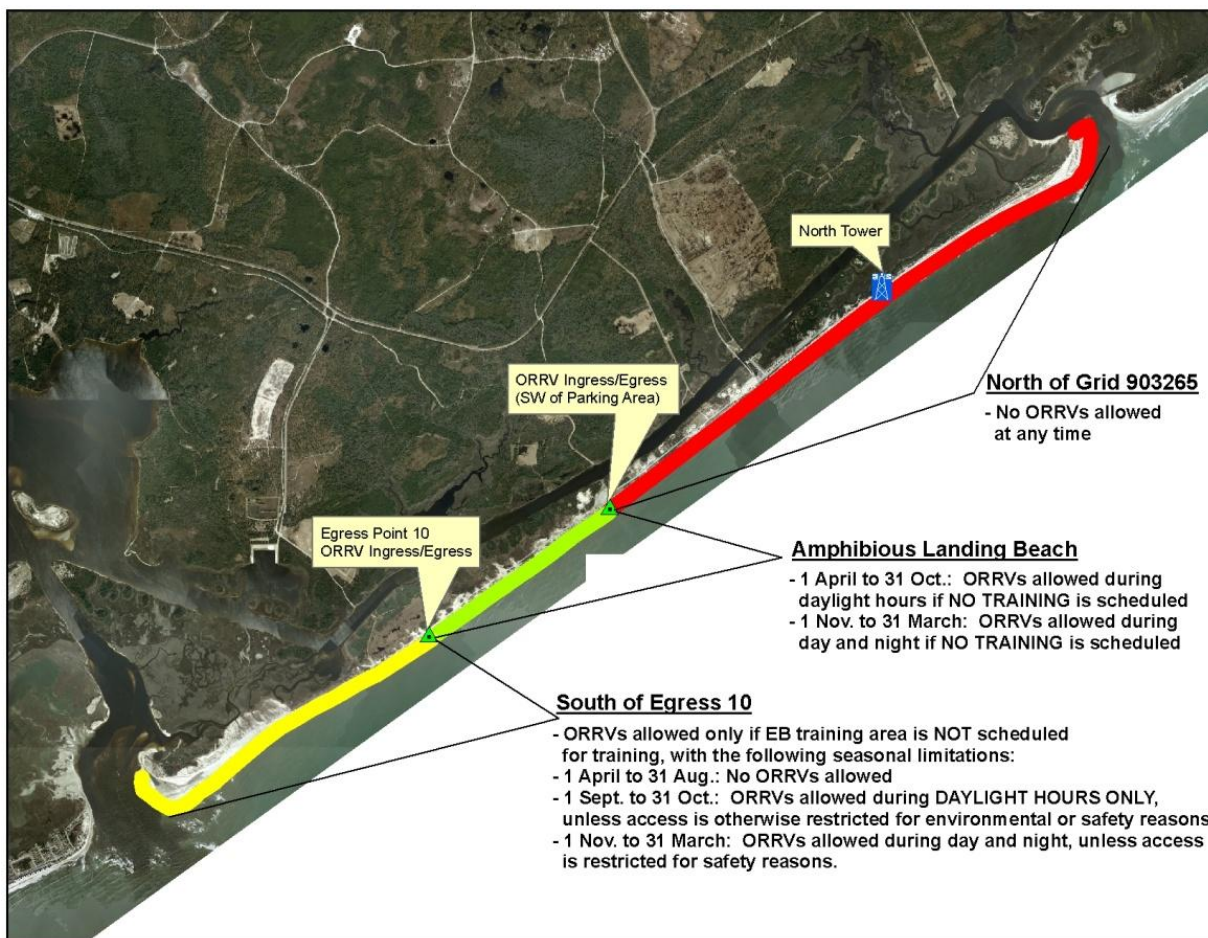 North Tower
ORRV Ingress/Egress
(SW of Parking Area)
North of Grid 903265
- No ORRVs allowed
at any time
Egress Point 10
ORRV Ingress/Egress
Amphibious Landing Beach
- 1 April to 31 Oct.: ORRVs allowed during
daylight hours if NO TRAINING is scheduled
- 1 Nov. to 31 March: ORRVs allowed during
day and night if NO TRAINING is scheduled
South of Egress 10
- ORRVs allowed only if EB training area is NOT scheduled
for training, with the following seasonal limitations:
- 1 April to 31 Aug.: No ORRVs allowed
- 1 Sept. to 31 Oct.: ORRVs allowed during DAYLIGHT HOURS ONLY,
unless access is otherwise restricted for environmental or safety reasons
- 1 Nov. to 31 March: ORRVs allowed during day and night, unless access
is restricted for safety reasons.